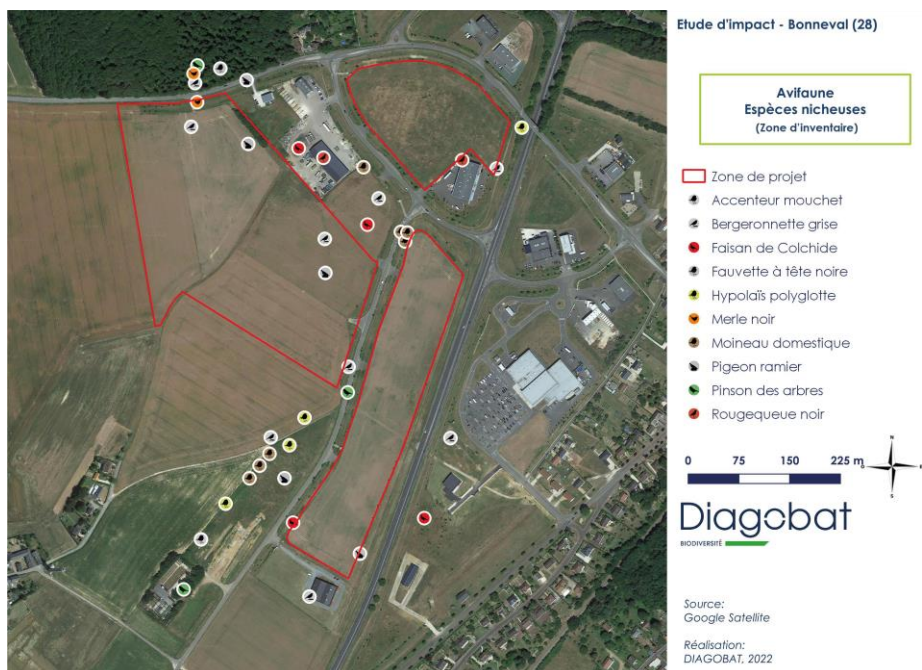 Etude d'impact - Bonneval (28)
Avifaune
Espèces nicheuses
(Zone d'inventaire)
Zone de projet
Accenteur mouchet
Bergeronnette grise
Faisan de Colchide
Fauvette à tête noire
Hypolaïs polyglotte
Merle noir
Moineau domestique
Pigeon ramier
Pinson des arbres
Rougequeue noir
0 75 150 225 m
N
S
Diagobat
BIODIVERSITÉ
Source:
Google Satellite
Réalisation:
DIAGOBAT, 2022